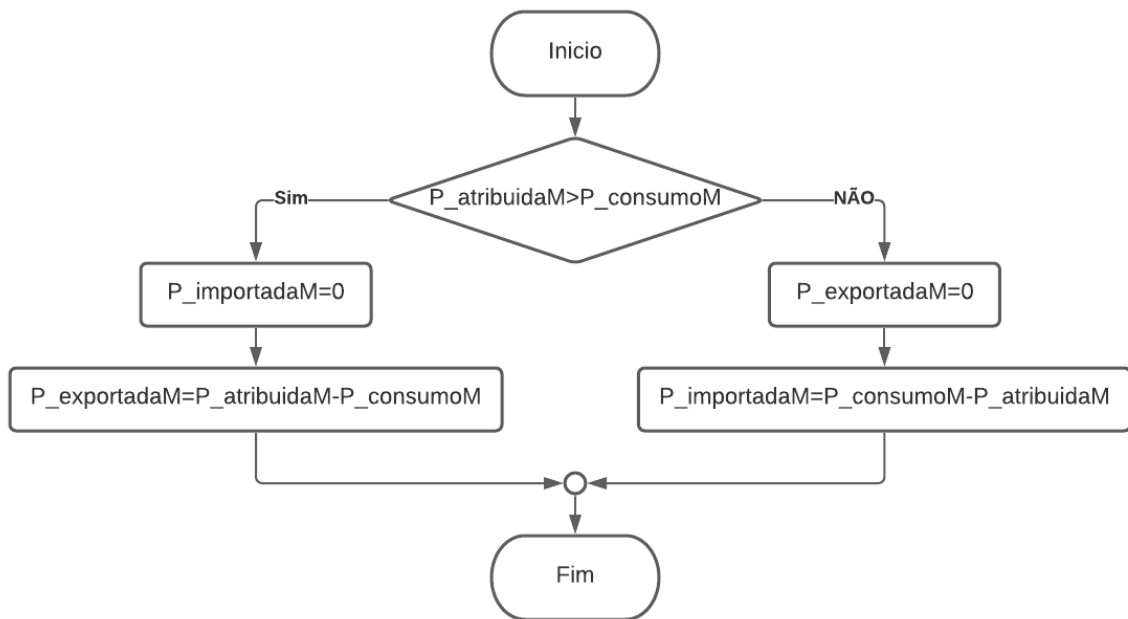 Inicio
P_atribuidaM>P_consumoM
Sim
NÃO
P_importadaM=0
P_exportadaM=0
P_exportadaM=P_atribuidaM-P_consumoM
P_importadaM=P_consumoM-P_atribuidaM
Fim